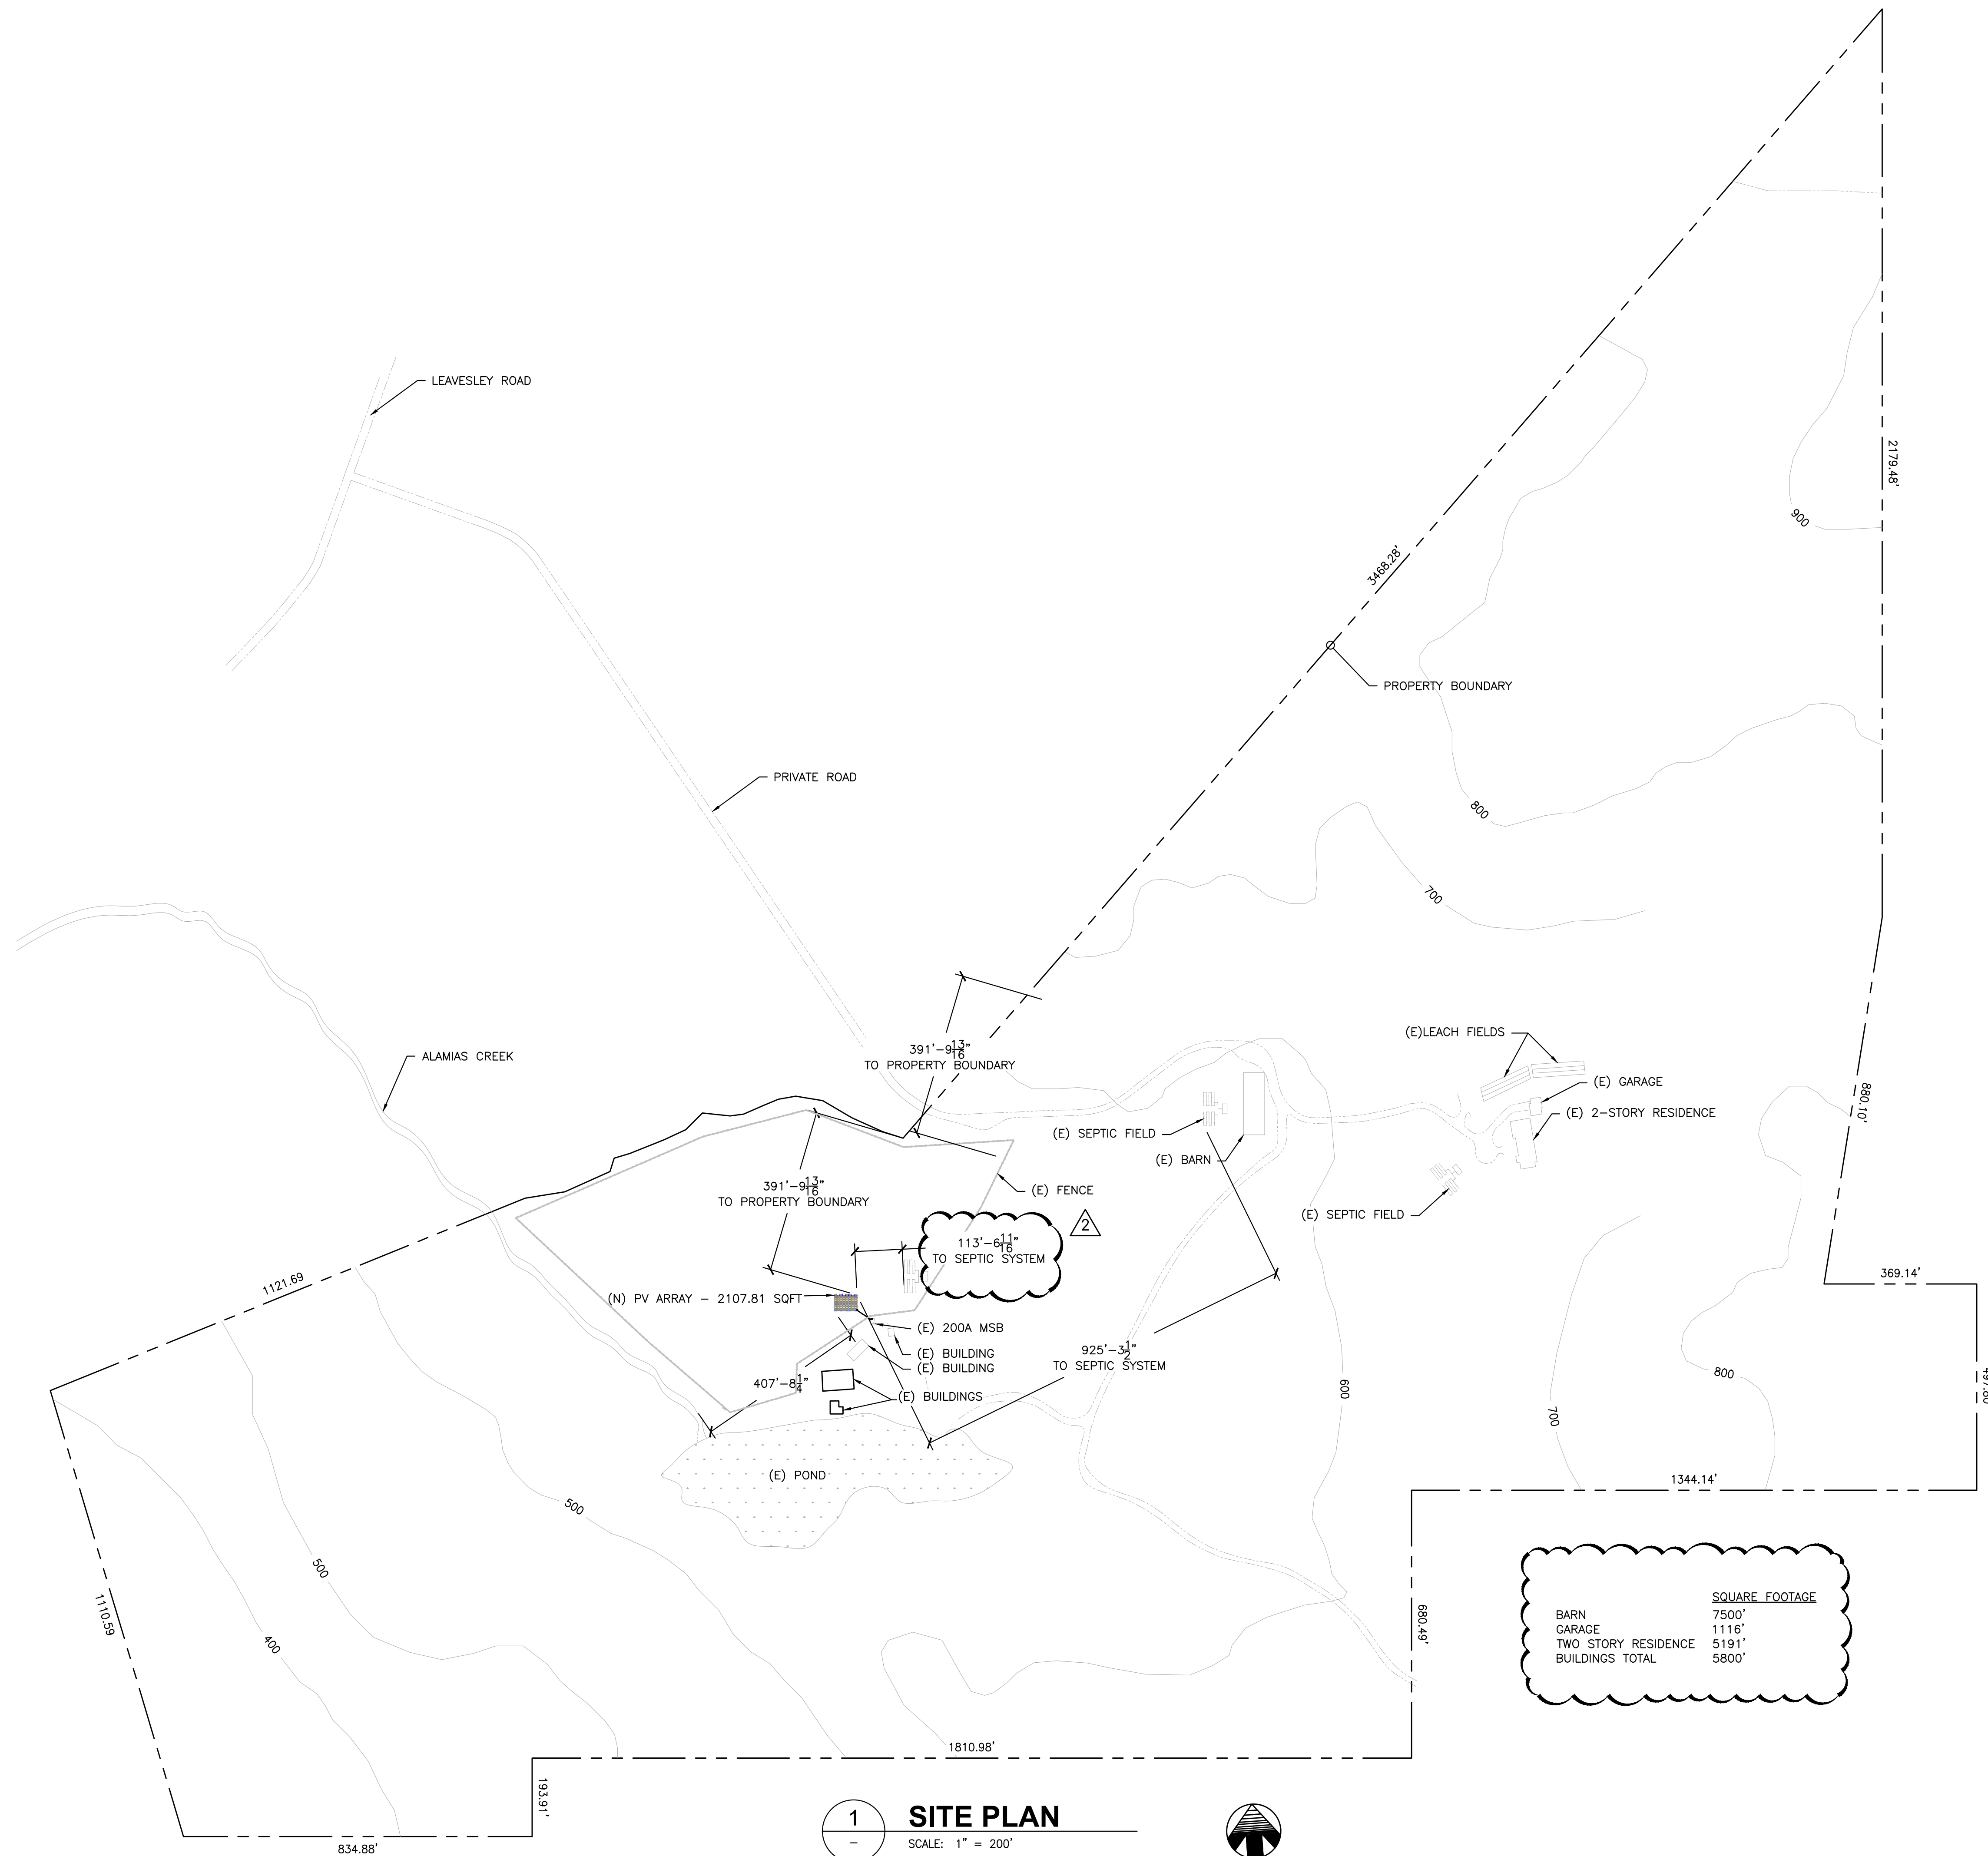 LEAVESLEY ROAD
2179.48'
900
3468.28'
PROPERTY BOUNDARY
PRIVATE ROAD
800
700
391'-9 13/16"
TO PROPERTY BOUNDARY
(E)LEACH FIELDS
ALAMIAS CREEK
(E) GARAGE
880.10'
(E) 2-STORY RESIDENCE
(E) SEPTIC FIELD
(E) BARN
391'-9 13/16"
TO PROPERTY BOUNDARY
(E) FENCE
(E) SEPTIC FIELD
2
113'-6 11/16"
TO SEPTIC SYSTEM
369.14'
1121.69
(N) PV ARRAY - 2107.81 SQFT
(E) 200A MSB
(E) BUILDING
(E) BUILDING
925'-3 1/2"
TO SEPTIC SYSTEM
407'-8 1/4"
(E) BUILDINGS
600
800
700
(E) POND
1344.14'
500
500
400
1110.59
680.49'
SQUARE FOOTAGE
BARN 7500'
GARAGE 1116'
TWO STORY RESIDENCE 5191'
BUILDINGS TOTAL 5800'
1810.98'
193.91'
834.88'
1
-
SITE PLAN
SCALE: 1" = 200'